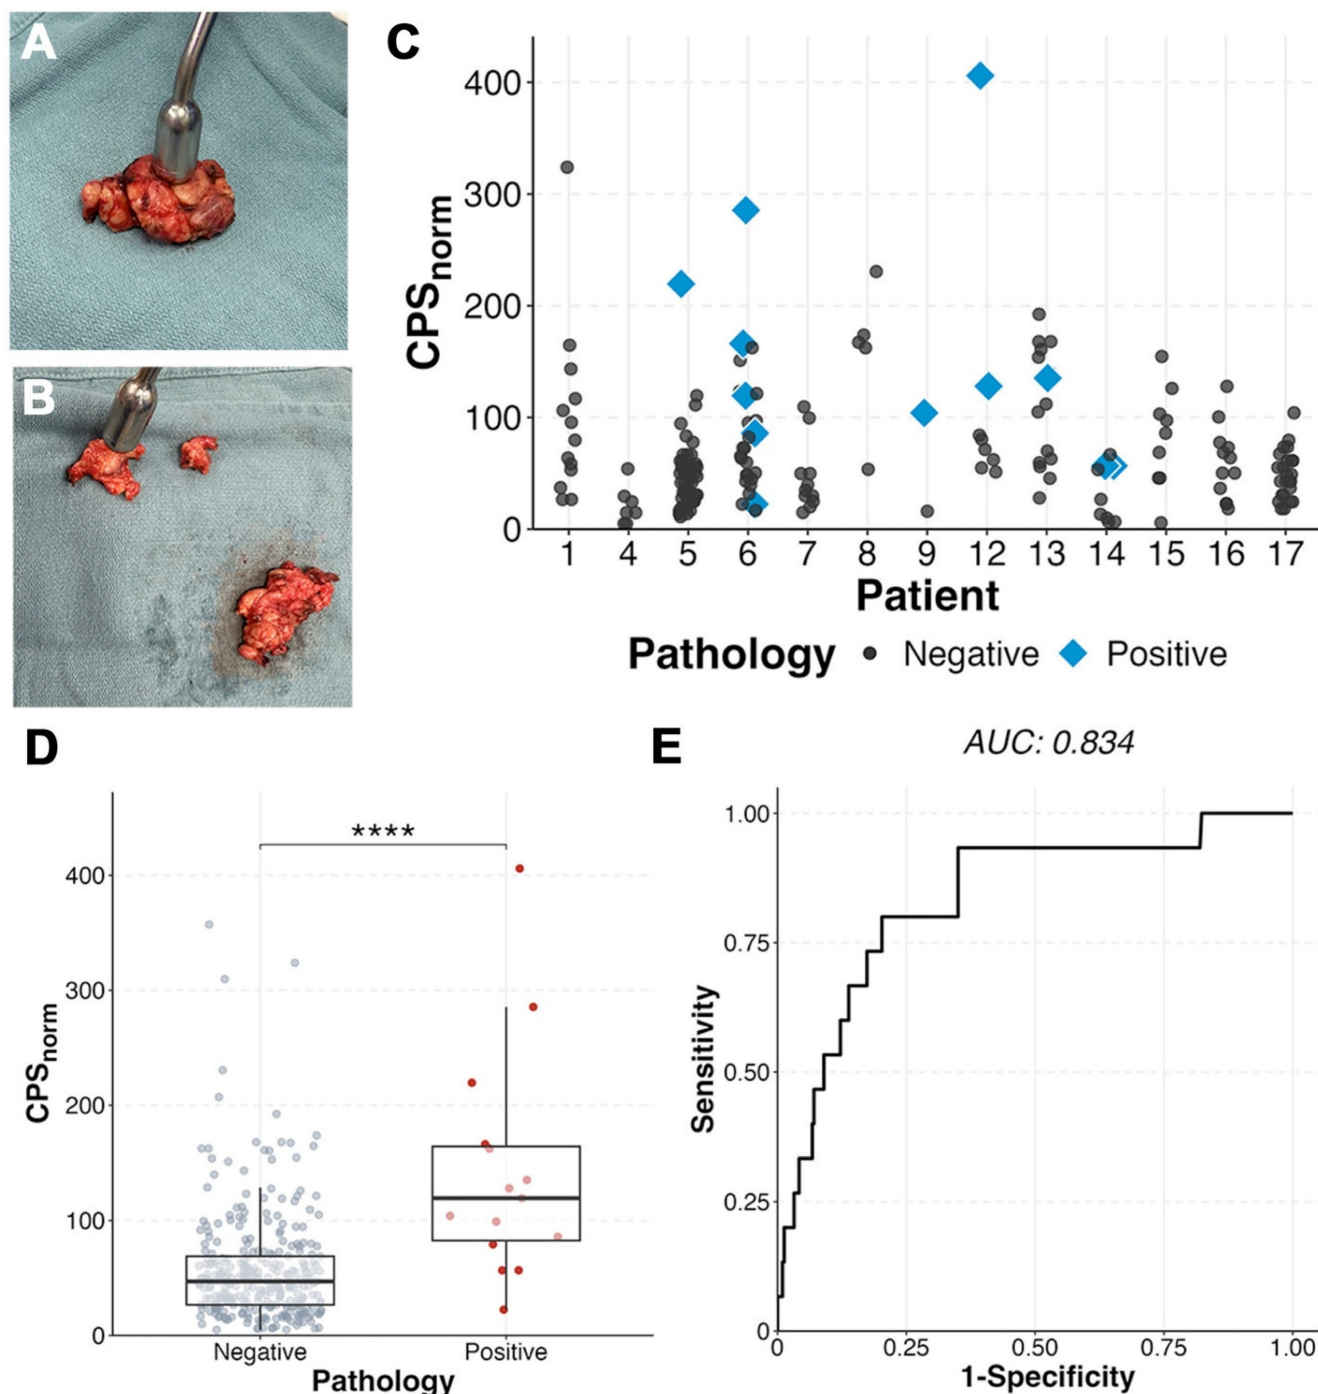 A
B
C
400
300
200
100
0
CPSnorm
1 4 5 6 7 8 9 12 13 14 15 16 17
Patient
Pathology Negative Positive
D
****
400
300
200
100
0
CPSnorm
Negative Positive
Pathology
E
AUC: 0.834
1.00
0.75
0.50
0.25
0
Sensitivity
0 0.25 0.50 0.75 1.00
1-Specificity